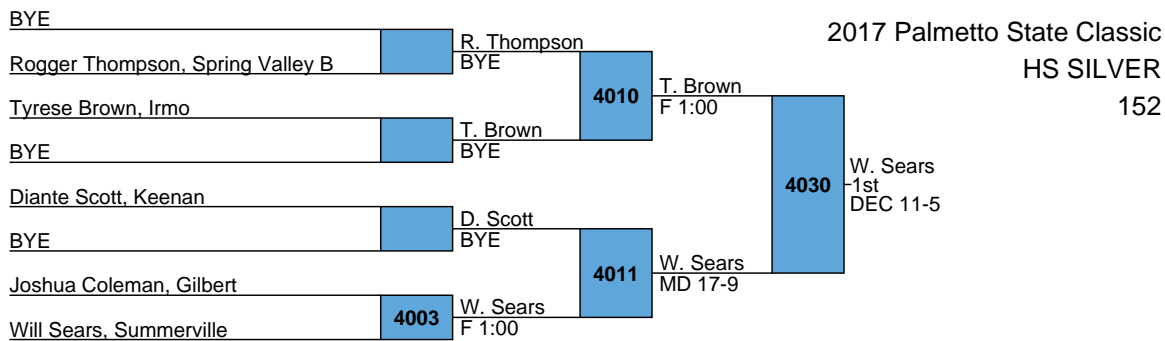 BYE
Rogger Thompson, Spring Valley B
Tyrese Brown, Irmo
BYE
Diante Scott, Keenan
BYE
Joshua Coleman, Gilbert
Will Sears, Summerville
4003
R. Thompson
BYE
T. Brown
BYE
D. Scott
BYE
W. Sears
F 1:00
4010
4011
T. Brown
F 1:00
W. Sears
MD 17-9
4030
W. Sears
1st
DEC 11-5
2017 Palmetto State Classic
HS SILVER
152